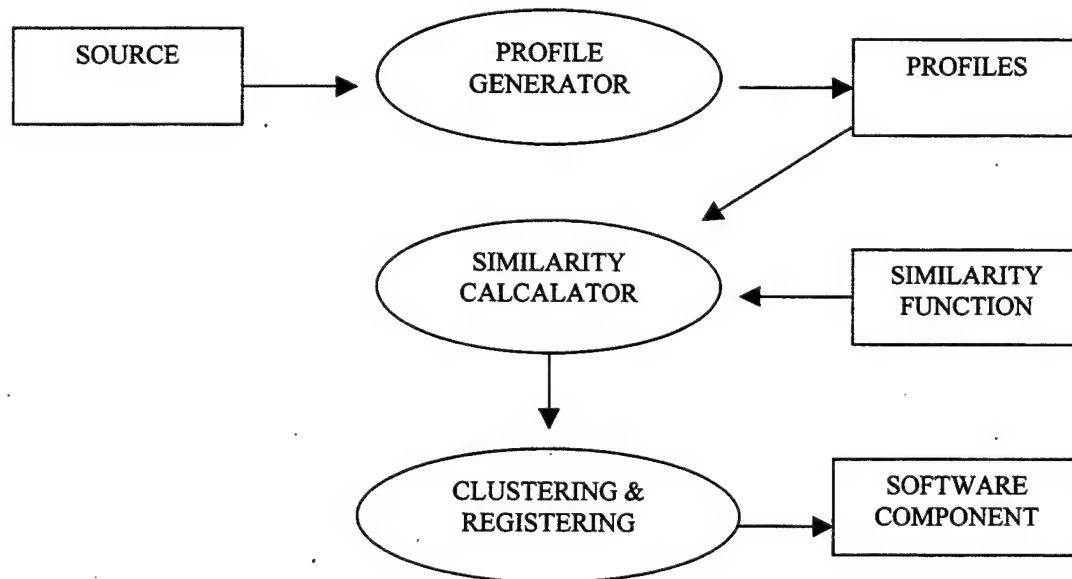 SOURCE
PROFILE
GENERATOR
PROFILES
SIMILARITY
CALCALATOR
SIMILARITY
FUNCTION
CLUSTERING &
REGISTERING
SOFTWARE
COMPONENT